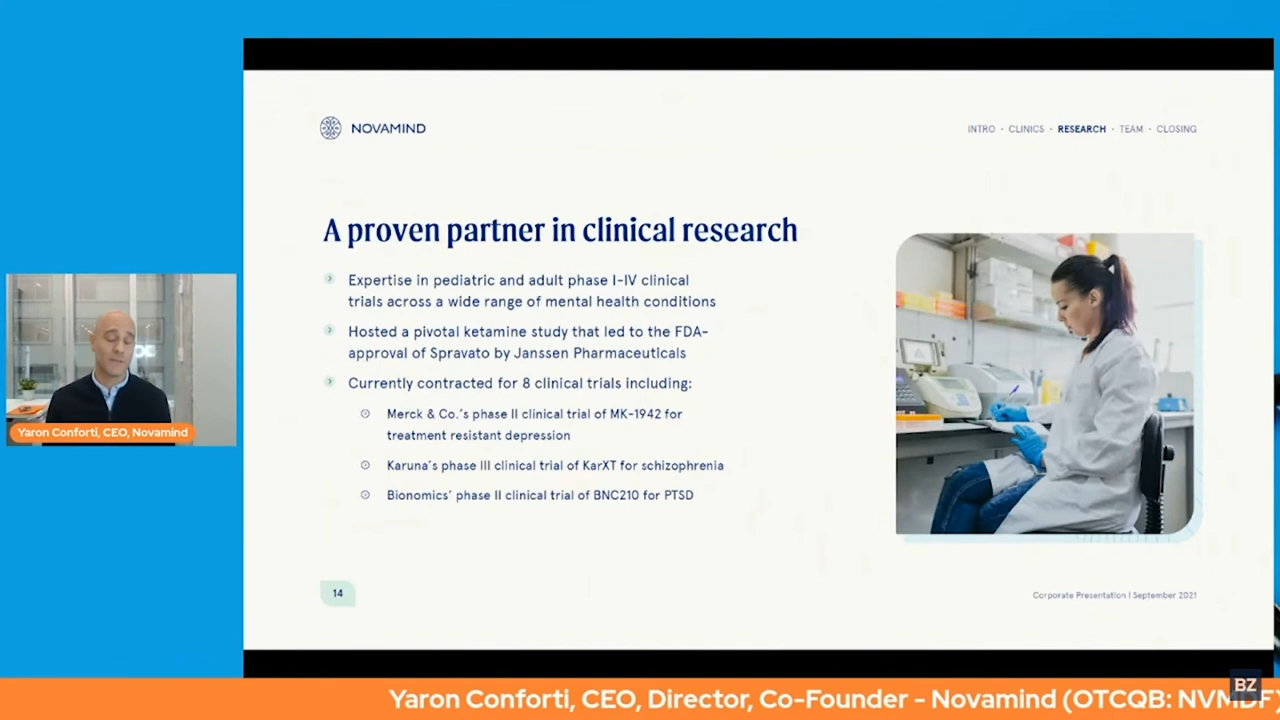 NOVAMIND
INTRO · CLINICS · RESEARCH · TEAM · CLOSING
A proven partner in clinical research
Expertise in pediatric and adult phase I-IV clinical
trials across a wide range of mental health conditions
Hosted a pivotal ketamine study that led to the FDA-
approval of Spravato by Janssen Pharmaceuticals
Currently contracted for 8 clinical trials including:
Merck & Co.'s phase II clinical trial of MK-1942 for
treatment resistant depression
Karuna's phase III clinical trial of KarXT for schizophrenia
Bionomics' phase II clinical trial of BNC210 for PTSD
14
Corporate Presentation | September 2021
Yaron Conforti, CEO, Novamind
Yaron Conforti, CEO, Director, Co-Founder - Novamind (OTCQB: NVMDF)
BZ